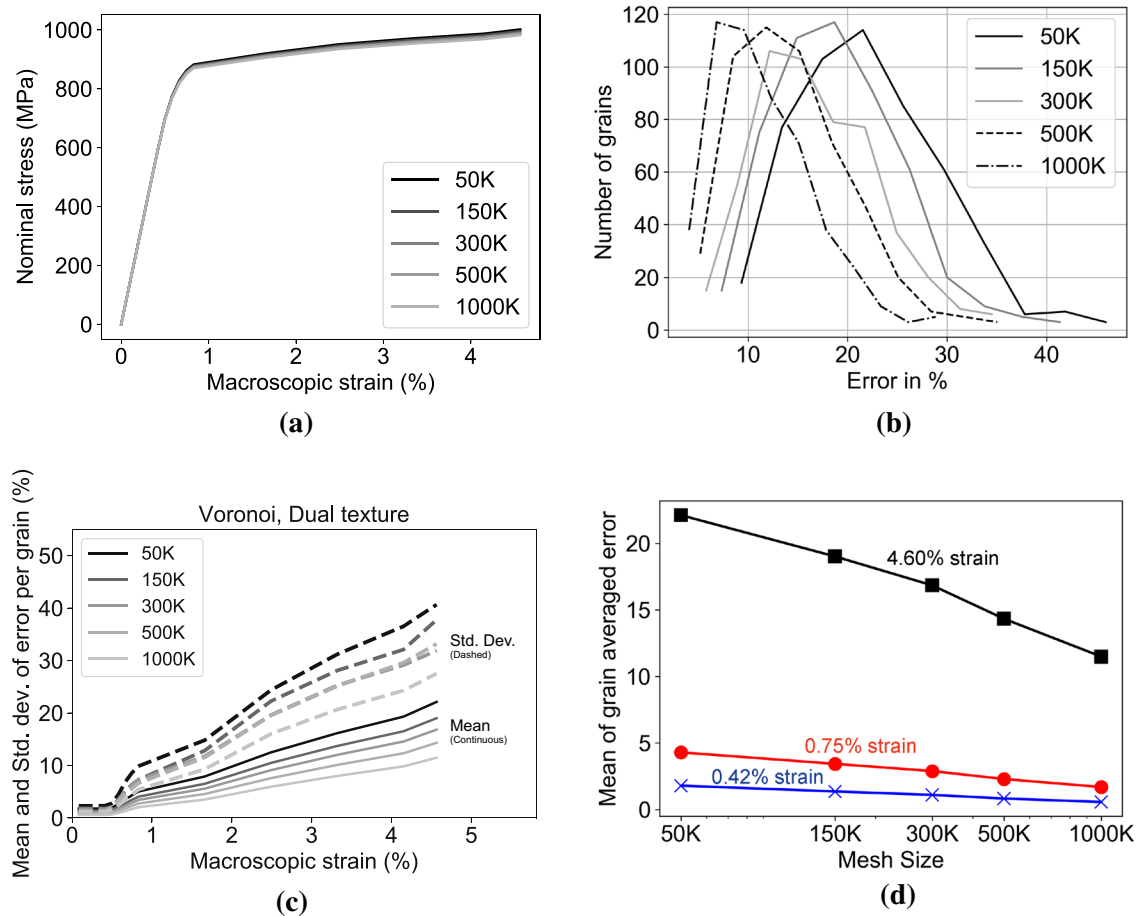 Nominal stress (MPa)
1000
800
600
400
200
0
50K
150K
300K
500K
1000K
0 1 2 3 4
Macroscopic strain (%)
(a)
Number of grains
120
100
80
60
40
20
0
50K
150K
300K
500K
1000K
10 20 30 40
Error in %
(b)
Voronoi, Dual texture
Mean and Std. dev. of error per grain (%)
50
40
30
20
10
0
50K
150K
300K
500K
1000K
Std. Dev.
(Dashed)
Mean
(Continuous)
0 1 2 3 4 5
Macroscopic strain (%)
(c)
Mean of grain averaged error
20
15
10
5
0
4.60% strain
0.75% strain
0.42% strain
50K 150K 300K 500K 1000K
Mesh Size
(d)